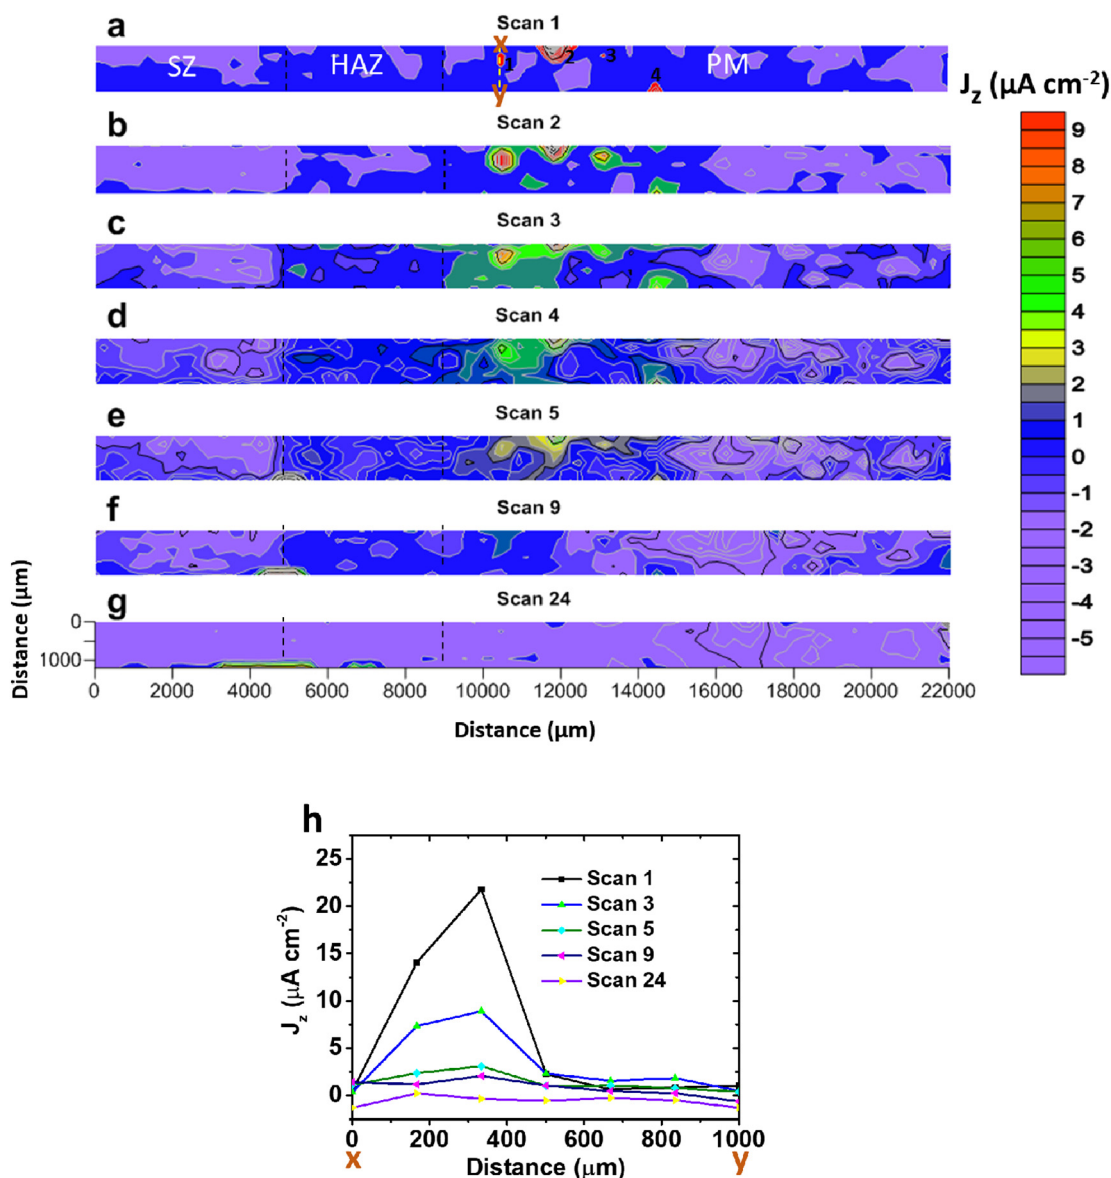 a
Scan 1
SZ
HAZ
X
1
2
3
4
y
PM
J_z (µA cm⁻²)
b
Scan 2
c
Scan 3
d
Scan 4
e
Scan 5
f
Scan 9
g
Scan 24
9
8
7
6
5
4
3
2
1
0
-1
-2
-3
-4
-5
Distance (µm)
0
1000
0 2000 4000 6000 8000 10000 12000 14000 16000 18000 20000 22000
Distance (µm)
h
J_z (µA cm⁻²)
25
20
15
10
5
0
Scan 1
Scan 3
Scan 5
Scan 9
Scan 24
0 200 400 600 800 1000
x y
Distance (µm)